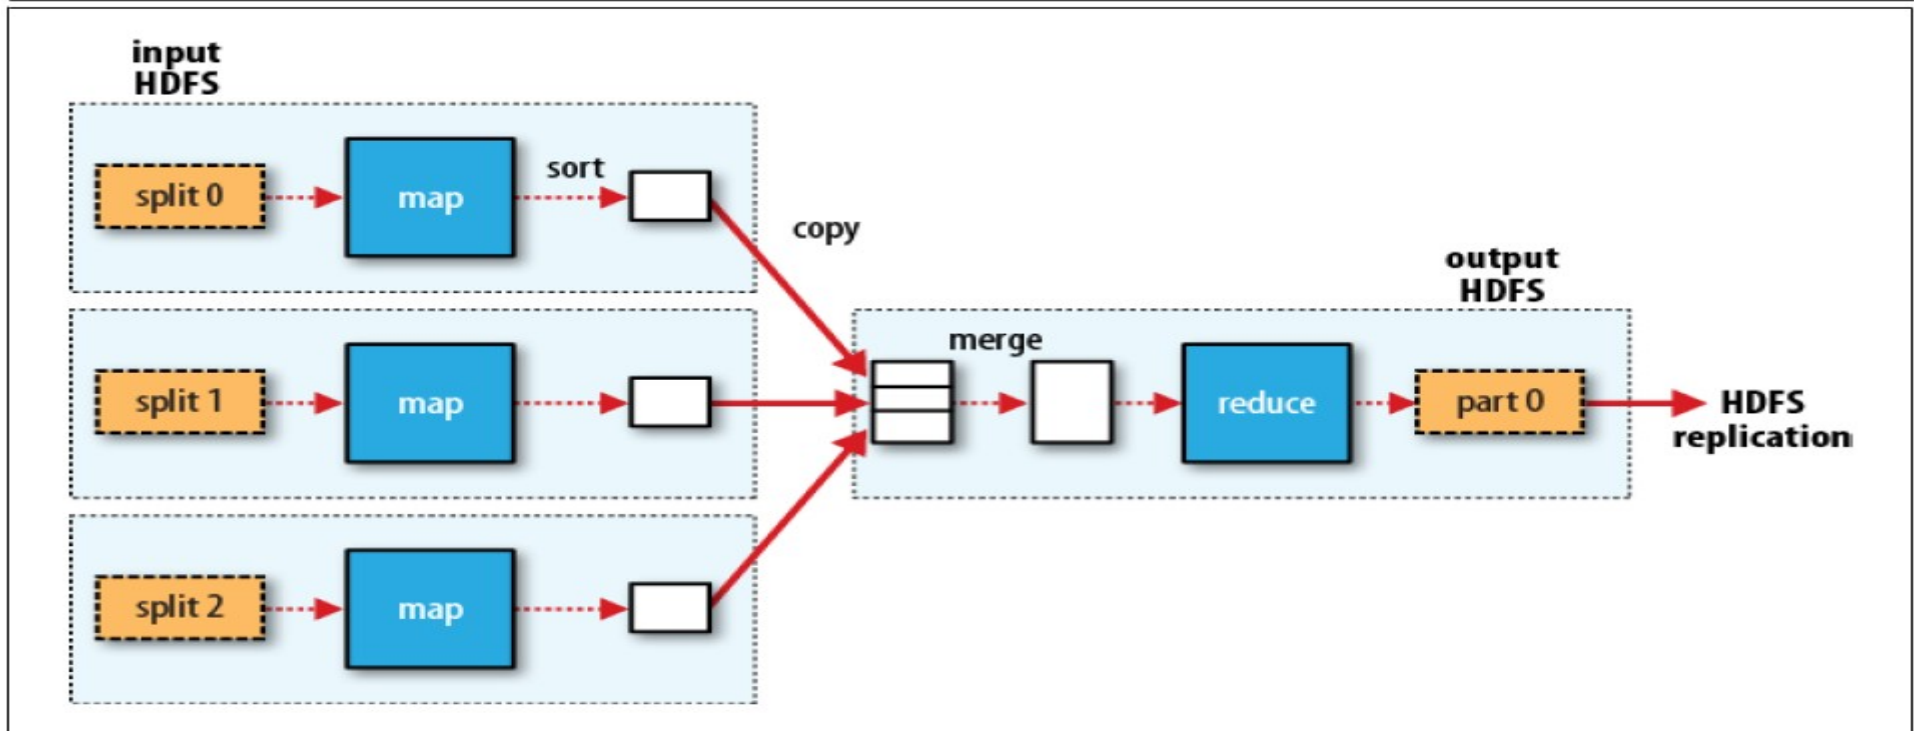 input
HDFS
split 0
map
sort
copy
split 1
map
merge
reduce
output
HDFS
part 0
HDFS
replication
split 2
map